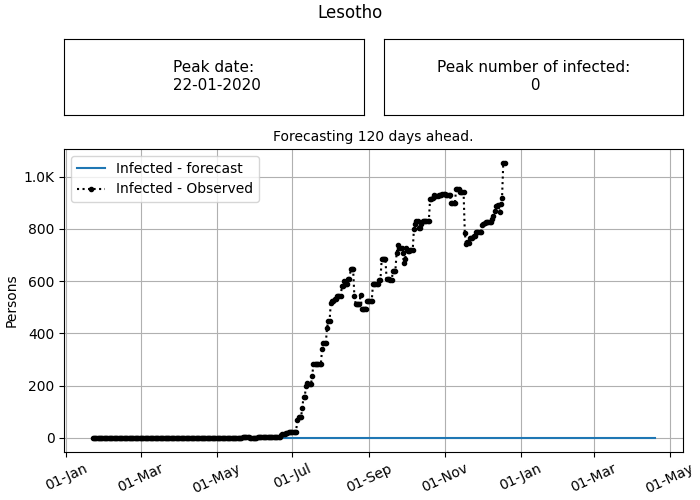 Lesotho
Peak date:
22-01-2020
Peak number of infected:
0
Forecasting 120 days ahead.
Infected - forecast
Infected - Observed
Persons
1.0K
800
600
400
200
0
01-Jan
01-Mar
01-May
01-Jul
01-Sep
01-Nov
01-Jan
01-Mar
01-May